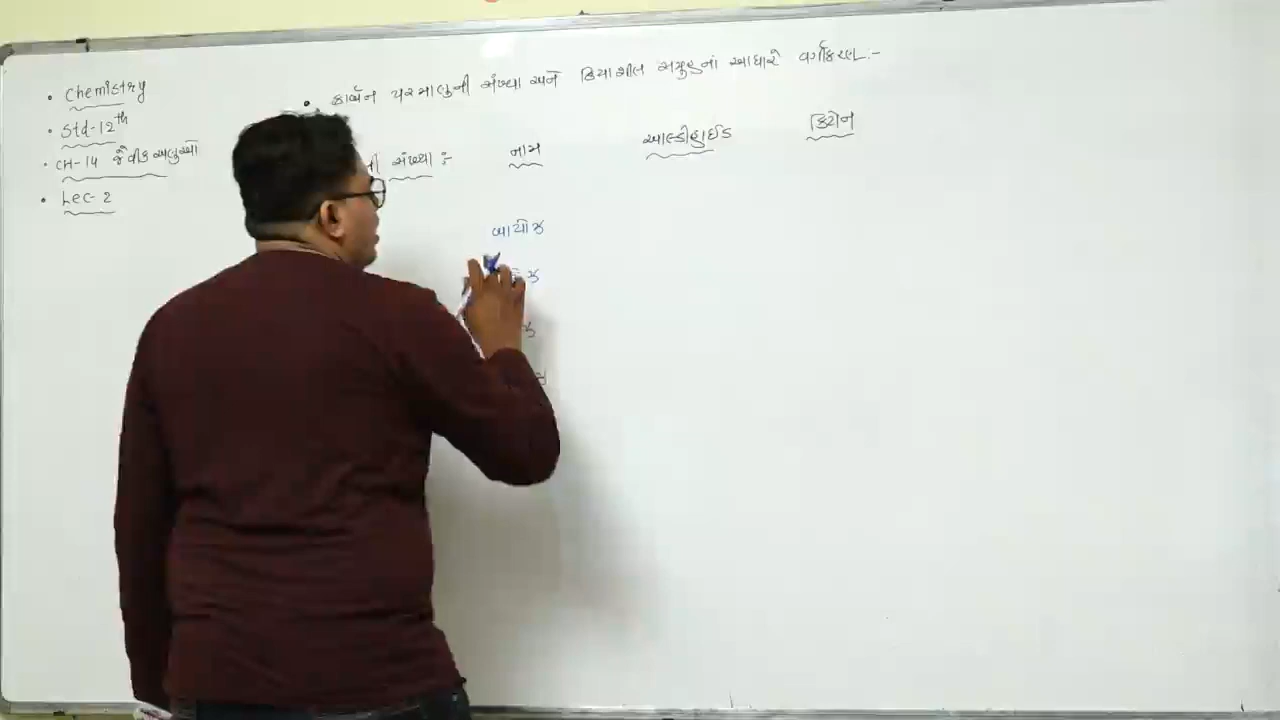 • Chemistry
• Std-12th
• CH-14 જૈવીક અણુઓ
• Lec-2
• કાર્બન પરમાણુની સંખ્યા અને ક્રિયાશીલ સમુહનાં આધારે વર્ગીકરણ:-
ની સંખ્યા :- નામ આલ્ડીહાઈડ કિટોન
બાયોઝ